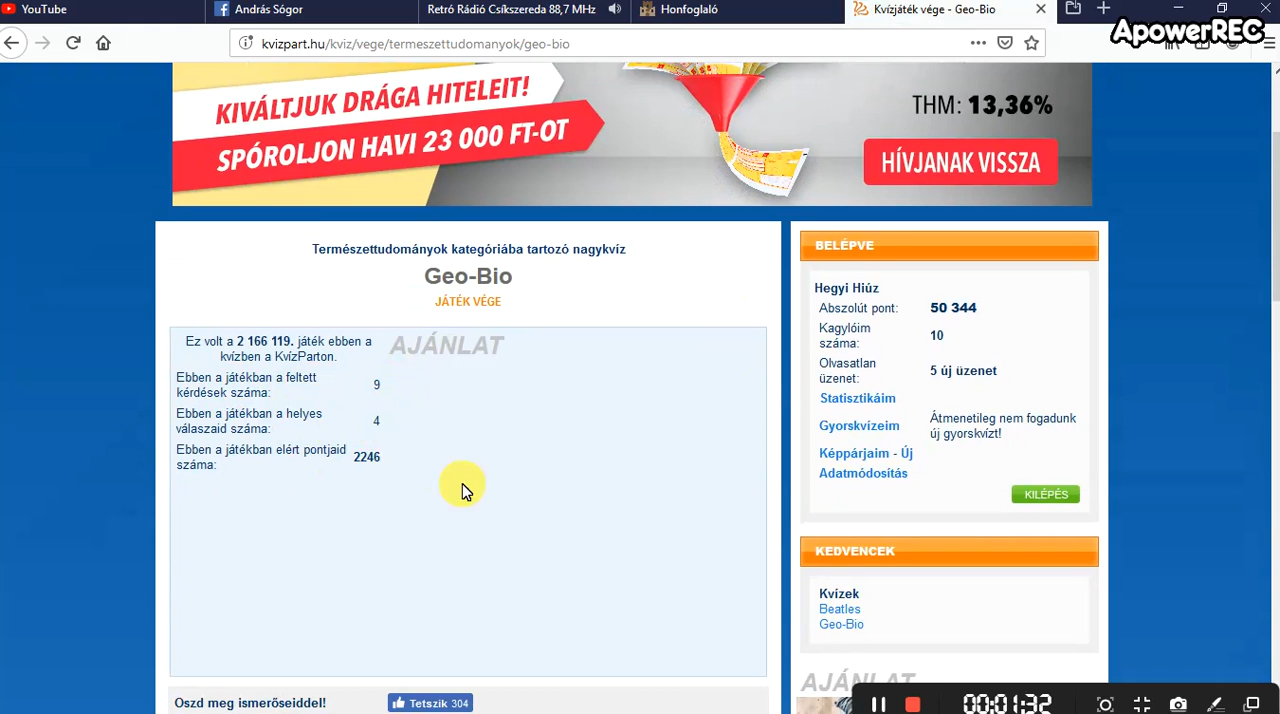 YouTube
András Sógor
Retró Rádió Csíkszereda 88,7 MHz
Honfoglaló
Kvízjáték vége - Geo-Bio
ApowerREC
kvizpart.hu/kviz/vege/termeszettudomanyok/geo-bio
KIVÁLTJUK DRÁGA HITELEIT!
SPÓROLJON HAVI 23 000 FT-OT
THM: 13,36%
HÍVJANAK VISSZA
Természettudományok kategóriába tartozó nagykvíz
Geo-Bio
JÁTÉK VÉGE
Ez volt a 2 166 119. játék ebben a
kvízben a KvízParton.
Ebben a játékban a feltett
kérdések száma: 9
Ebben a játékban a helyes
válaszaid száma: 4
Ebben a játékban elért pontjaid
száma: 2246
AJÁNLAT
Oszd meg ismerőseiddel!
Tetszik 304
BELÉPVE
Hegyi Hiúz
Abszolút pont: 50 344
Kagylóim
száma: 10
Olvasatlan
üzenet: 5 új üzenet
Statisztikáim
Gyorskvízeim
Átmenetileg nem fogadunk
új gyorskvízt!
Képpárjaim - Új
Adatmódosítás
KILÉPÉS
KEDVENCEK
Kvízek
Beatles
Geo-Bio
AJÁNLAT
00:01:32